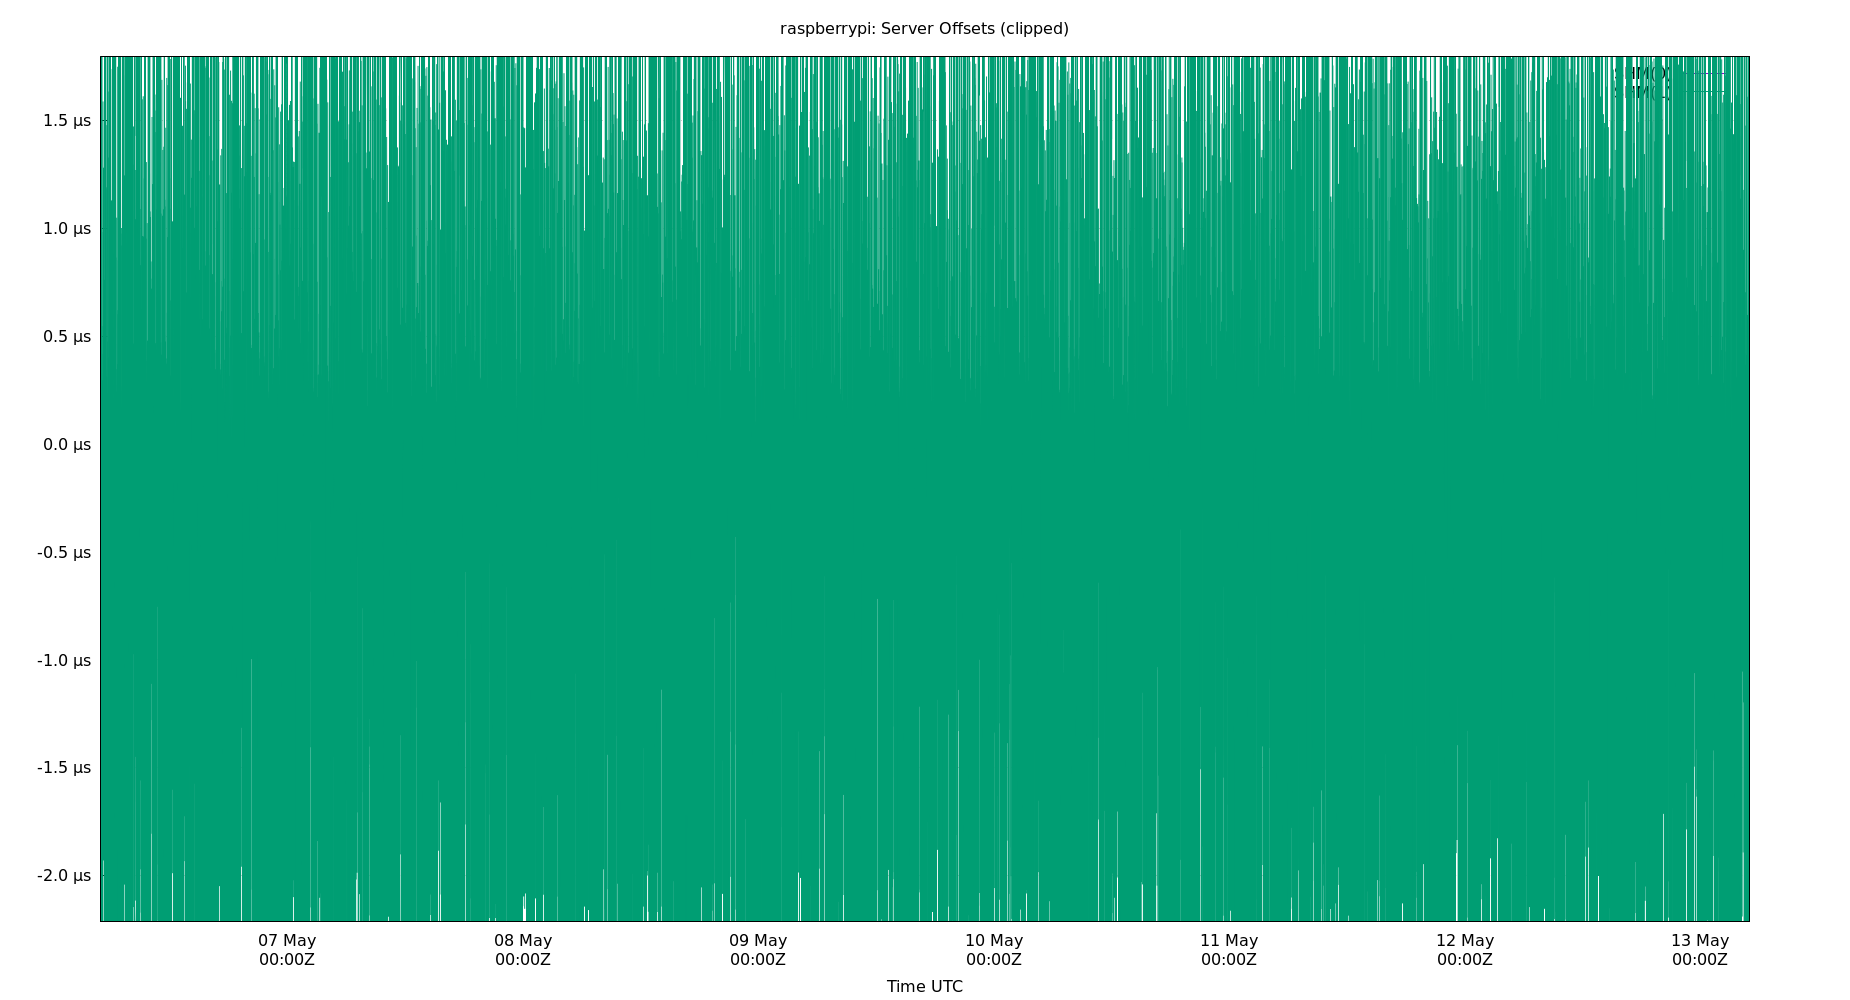 raspberrypi: Server Offsets (clipped)
SHM(0)
1.5 µs
1.0 µs
0.5 µs
0.0 µs
-0.5 µs
-1.0 µs
-1.5 µs
-2.0 µs
07 May
00:00Z
08 May
00:00Z
09 May
00:00Z
10 May
00:00Z
11 May
00:00Z
12 May
00:00Z
13 May
00:00Z
Time UTC